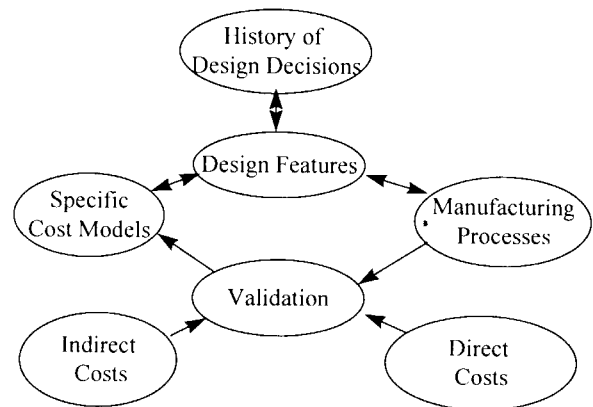 History of
Design Decisions
Design Features
Specific
Cost Models
Manufacturing
Processes
Validation
Indirect
Costs
Direct
Costs